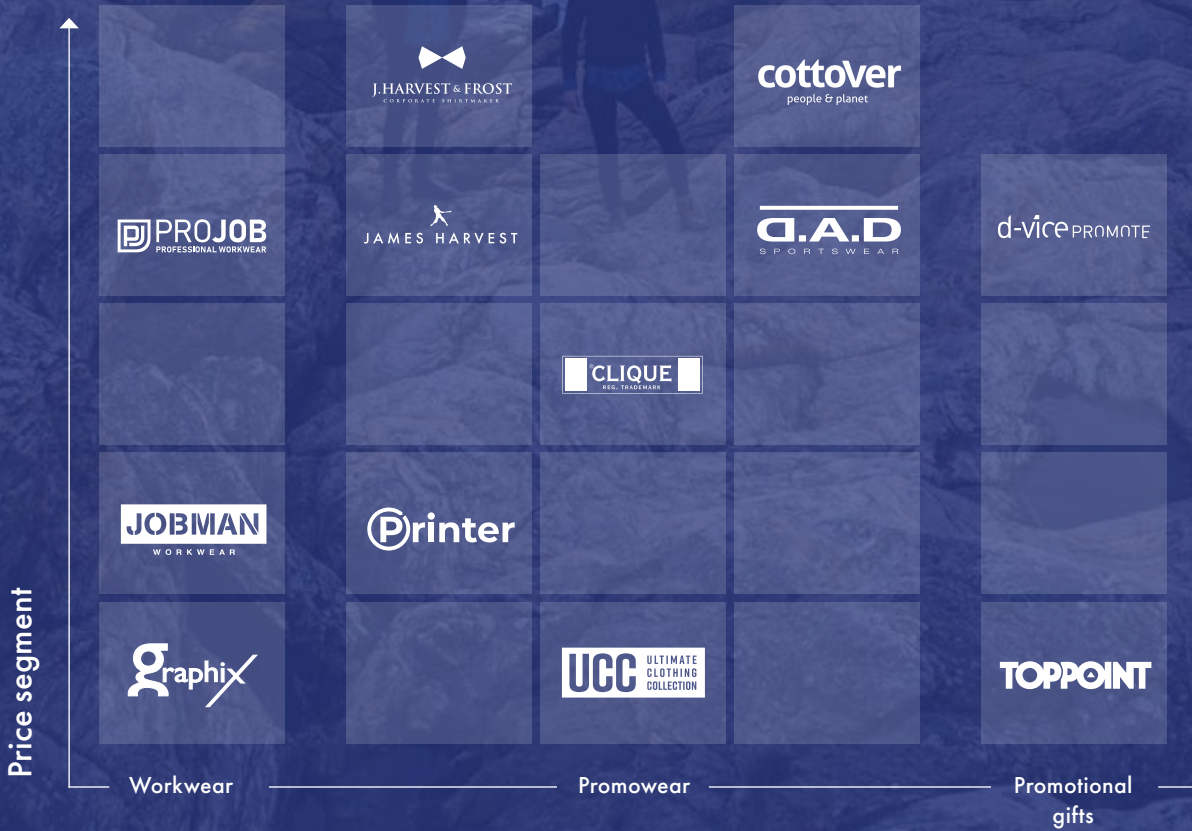 J.HARVEST & FROST
CORPORATE SHIRTMAKER
cottover
people & planet
PJ PROJOB
PROFESSIONAL WORKWEAR
JAMES HARVEST
D.A.D
SPORTSWEAR
d-vice PROMOTE
CLIQUE
REG. TRADEMARK
JOBMAN
WORKWEAR
Printer
graphix
UCC ULTIMATE
CLOTHING
COLLECTION
TOPPOINT
Price segment
Workwear
Promowear
Promotional
gifts